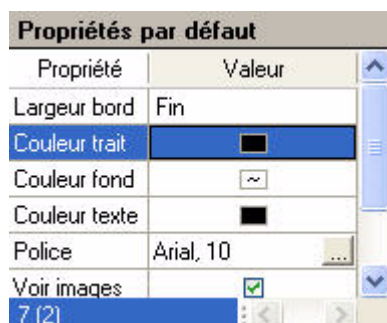 Propriétés par défaut
Propriété Valeur
Largeur bord Fin
Couleur trait
Couleur fond ~
Couleur texte
Police Arial, 10 ...
Voir images
7 (2)